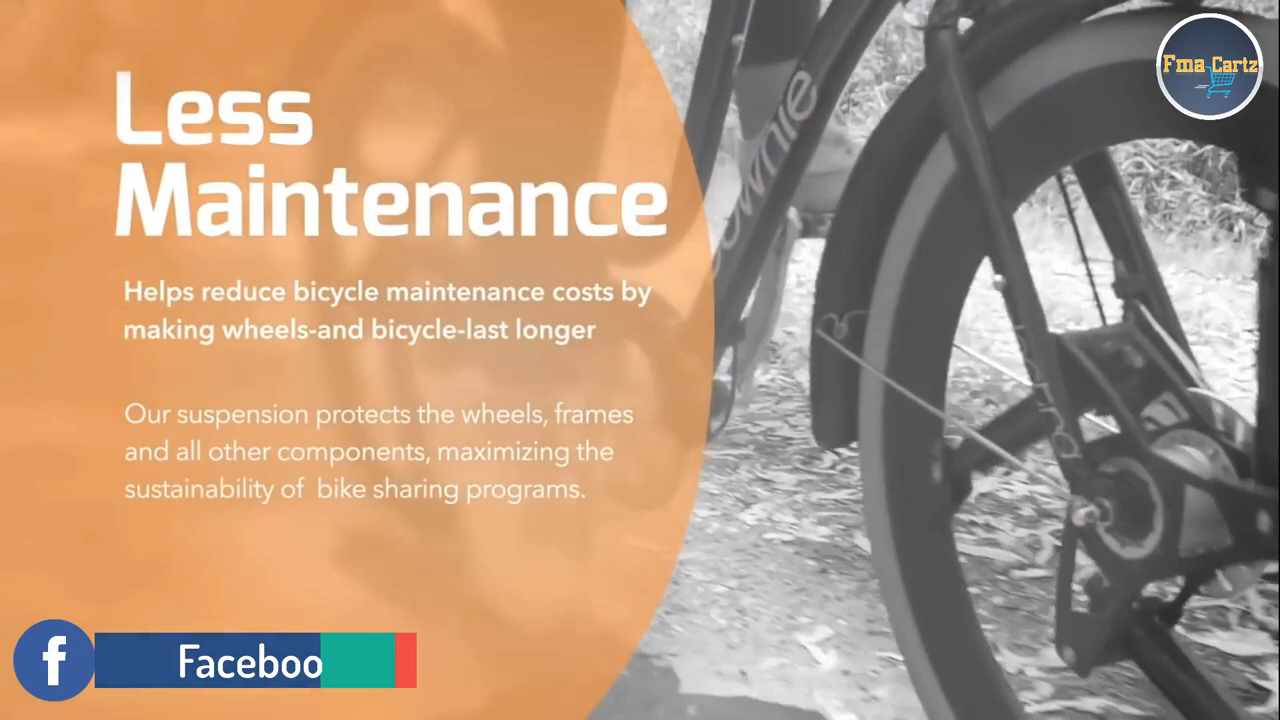 Less
Maintenance
Helps reduce bicycle maintenance costs by
making wheels-and bicycle-last longer
Our suspension protects the wheels, frames
and all other components, maximizing the
sustainability of bike sharing programs.
Fma Cartz
f
Faceboo